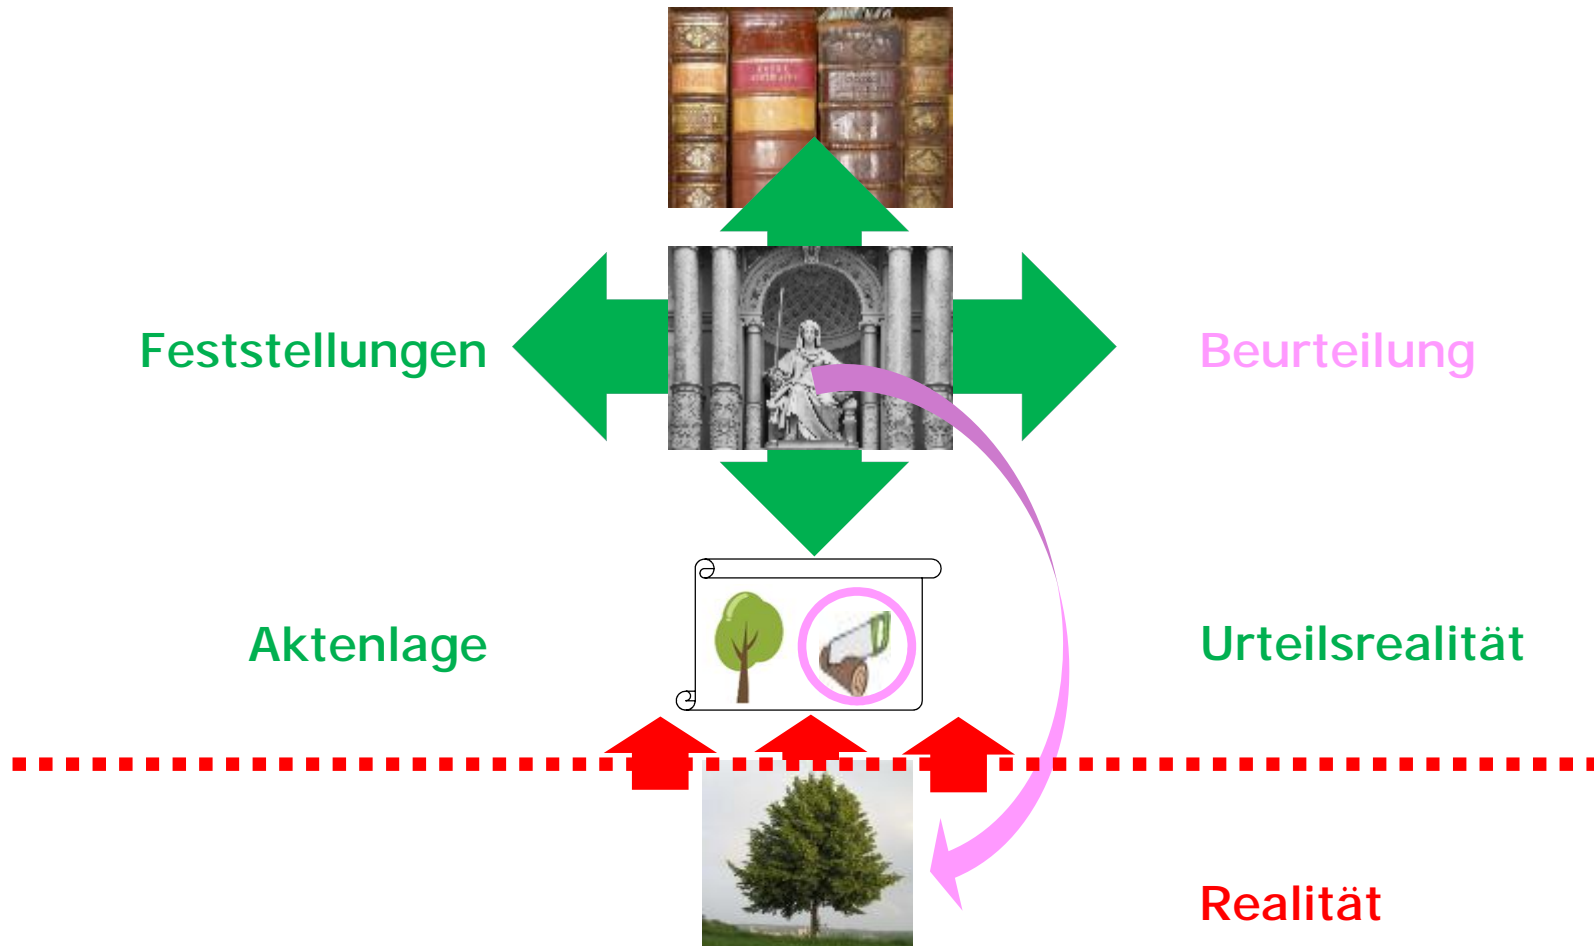 Feststellungen
Beurteilung
Aktenlage
Urteilsrealität
Realität